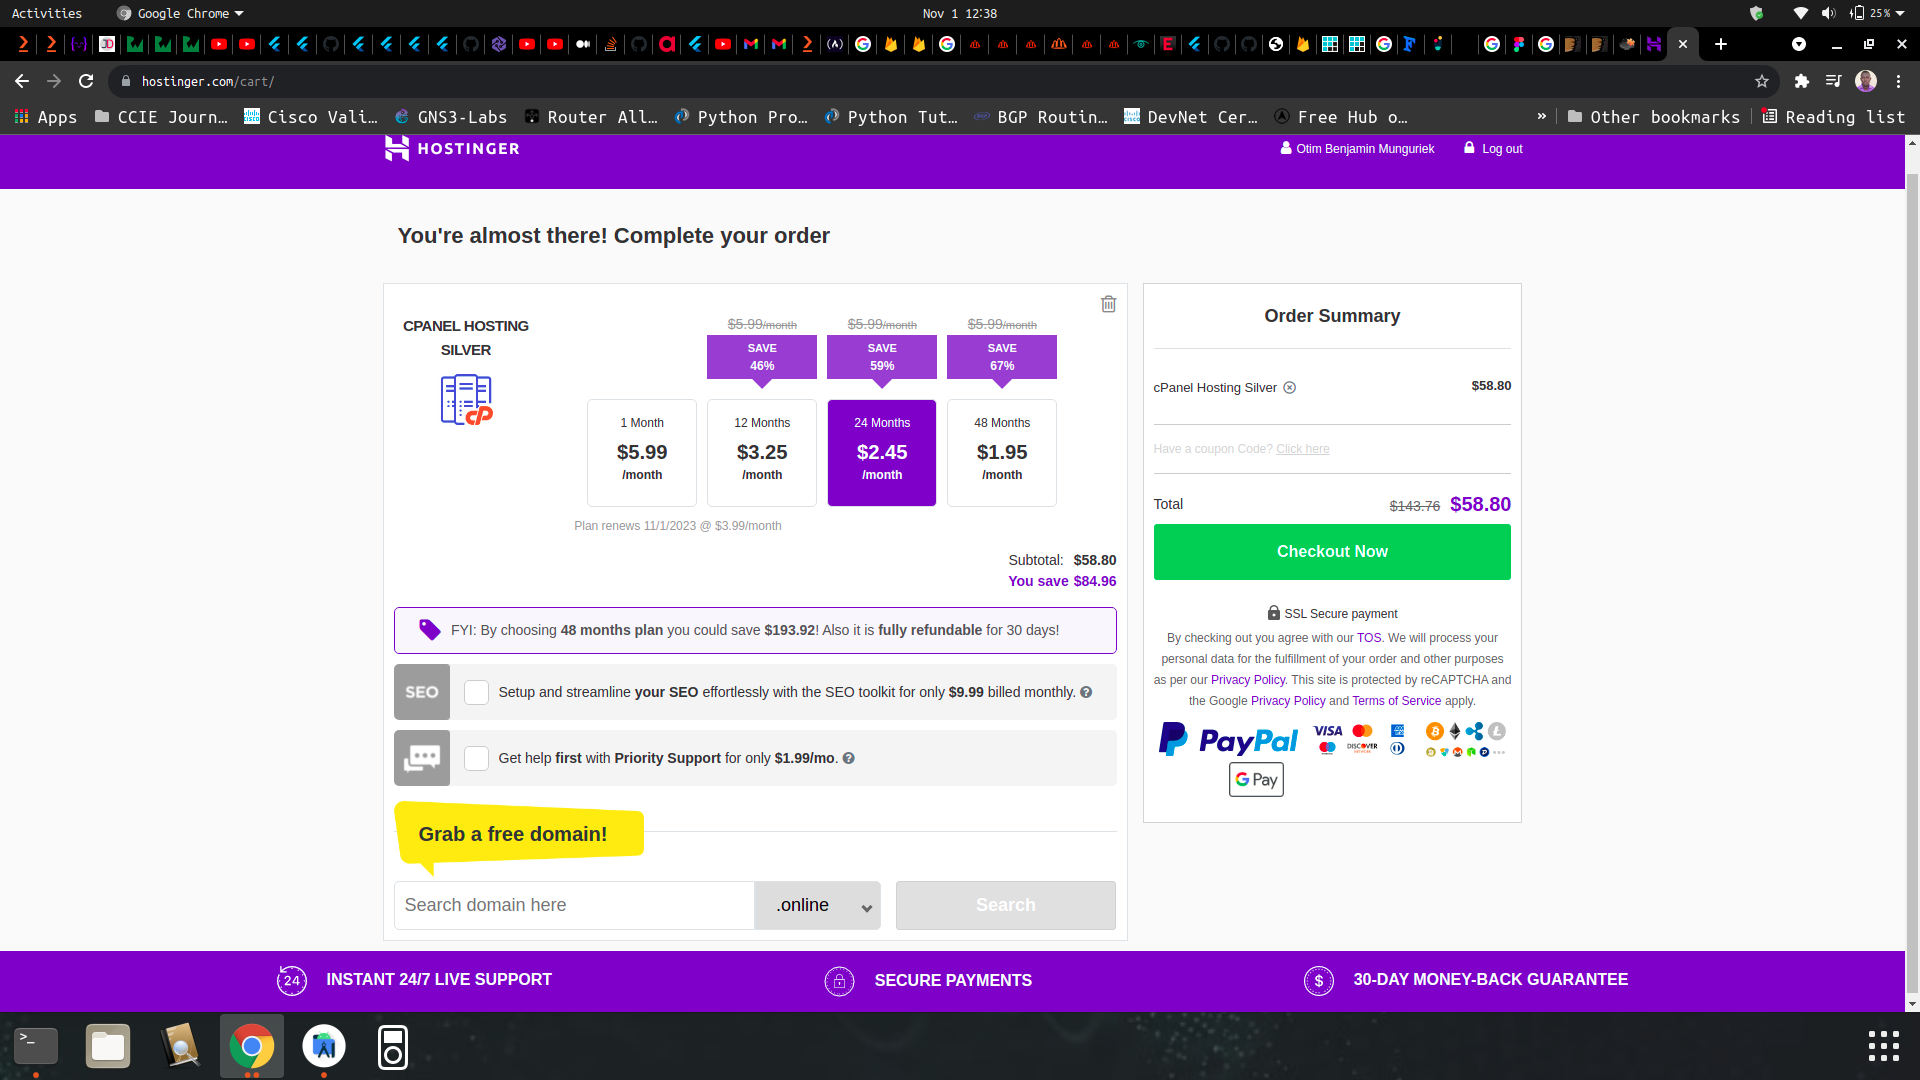 Activities
Google Chrome
Nov 1 12:38
25%
hostinger.com/cart/
Apps
CCIE Journ…
Cisco Vali…
GNS3-Labs
Router All…
Python Pro…
Python Tut…
BGP Routin…
DevNet Cer…
Free Hub o…
»
Other bookmarks
Reading list
HOSTINGER
Otim Benjamin Munguriek
Log out
You're almost there! Complete your order
CPANEL HOSTING
SILVER
$5.99/month
$5.99/month
$5.99/month
SAVE
46%
SAVE
59%
SAVE
67%
1 Month
$5.99
/month
12 Months
$3.25
/month
24 Months
$2.45
/month
48 Months
$1.95
/month
Plan renews 11/1/2023 @ $3.99/month
Subtotal: $58.80
You save $84.96
FYI: By choosing 48 months plan you could save $193.92! Also it is fully refundable for 30 days!
SEO
Setup and streamline your SEO effortlessly with the SEO toolkit for only $9.99 billed monthly.
Get help first with Priority Support for only $1.99/mo.
Grab a free domain!
Search domain here
.online
Search
Order Summary
cPanel Hosting Silver
$58.80
Have a coupon Code? Click here
Total
$143.76 $58.80
Checkout Now
SSL Secure payment
By checking out you agree with our TOS. We will process your
personal data for the fulfillment of your order and other purposes
as per our Privacy Policy. This site is protected by reCAPTCHA and
the Google Privacy Policy and Terms of Service apply.
PayPal
VISA
DISCOVER
G Pay
24
INSTANT 24/7 LIVE SUPPORT
SECURE PAYMENTS
$
30-DAY MONEY-BACK GUARANTEE
>_